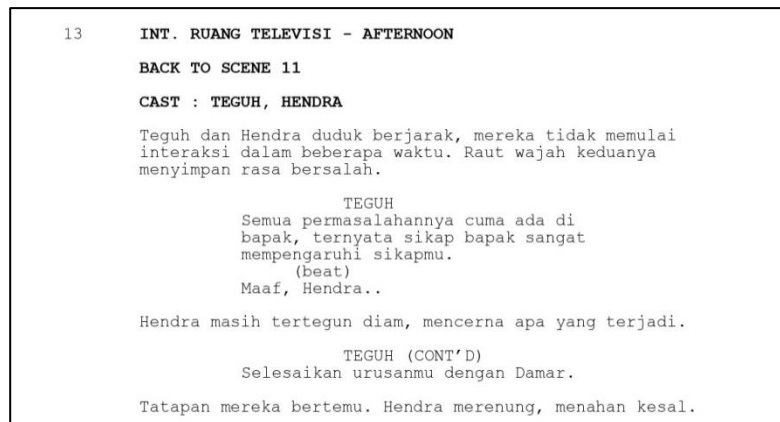 13 INT. RUANG TELEVISI - AFTERNOON
BACK TO SCENE 11
CAST : TEGUH, HENDRA
Teguh dan Hendra duduk berjarak, mereka tidak memulai
interaksi dalam beberapa waktu. Raut wajah keduanya
menyimpan rasa bersalah.
TEGUH
Semua permasalahannya cuma ada di
bapak, ternyata sikap bapak sangat
mempengaruhi sikapmu.
(beat)
Maaf, Hendra..
Hendra masih tertegun diam, mencerna apa yang terjadi.
TEGUH (CONT'D)
Selesaikan urusanmu dengan Damar.
Tatapan mereka bertemu. Hendra merenung, menahan kesal.